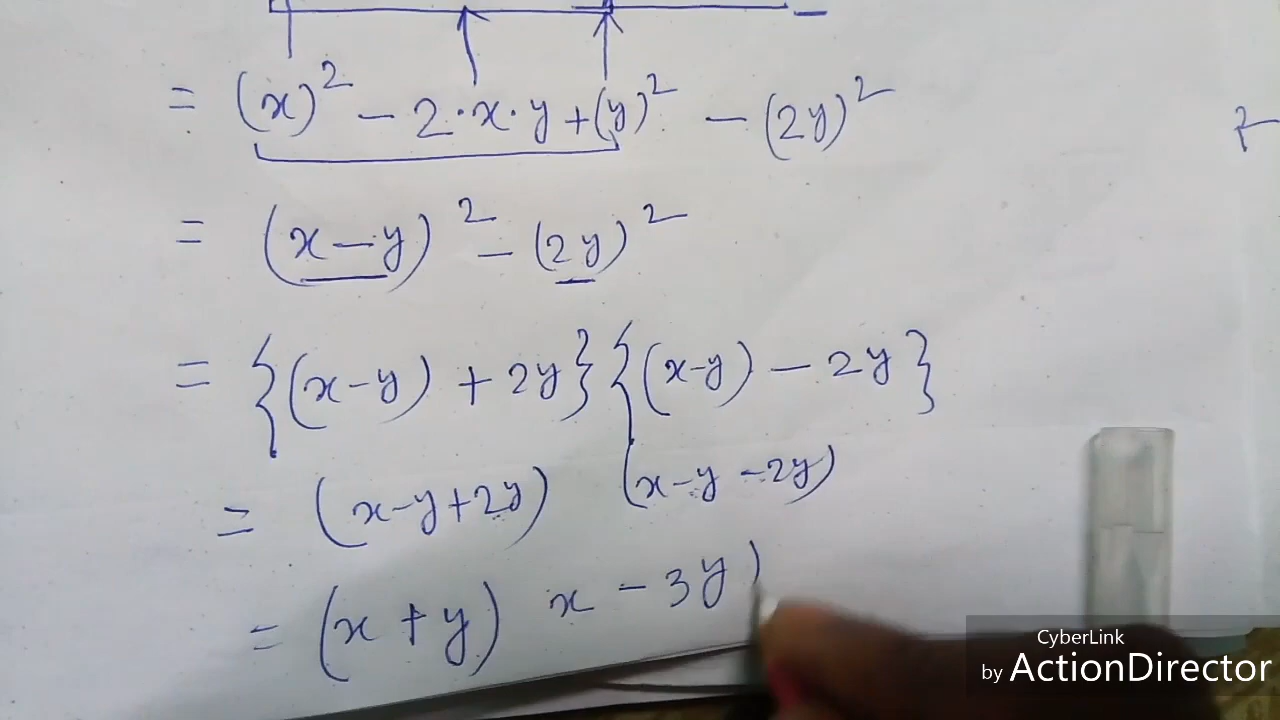 = (x)² - 2·x·y + (y)² - (2y)²
= (x-y)² - (2y)²
= {(x-y) + 2y} {(x-y) - 2y}
= (x-y+2y) (x-y-2y)
= (x+y) x - 3y)
CyberLink
by ActionDirector